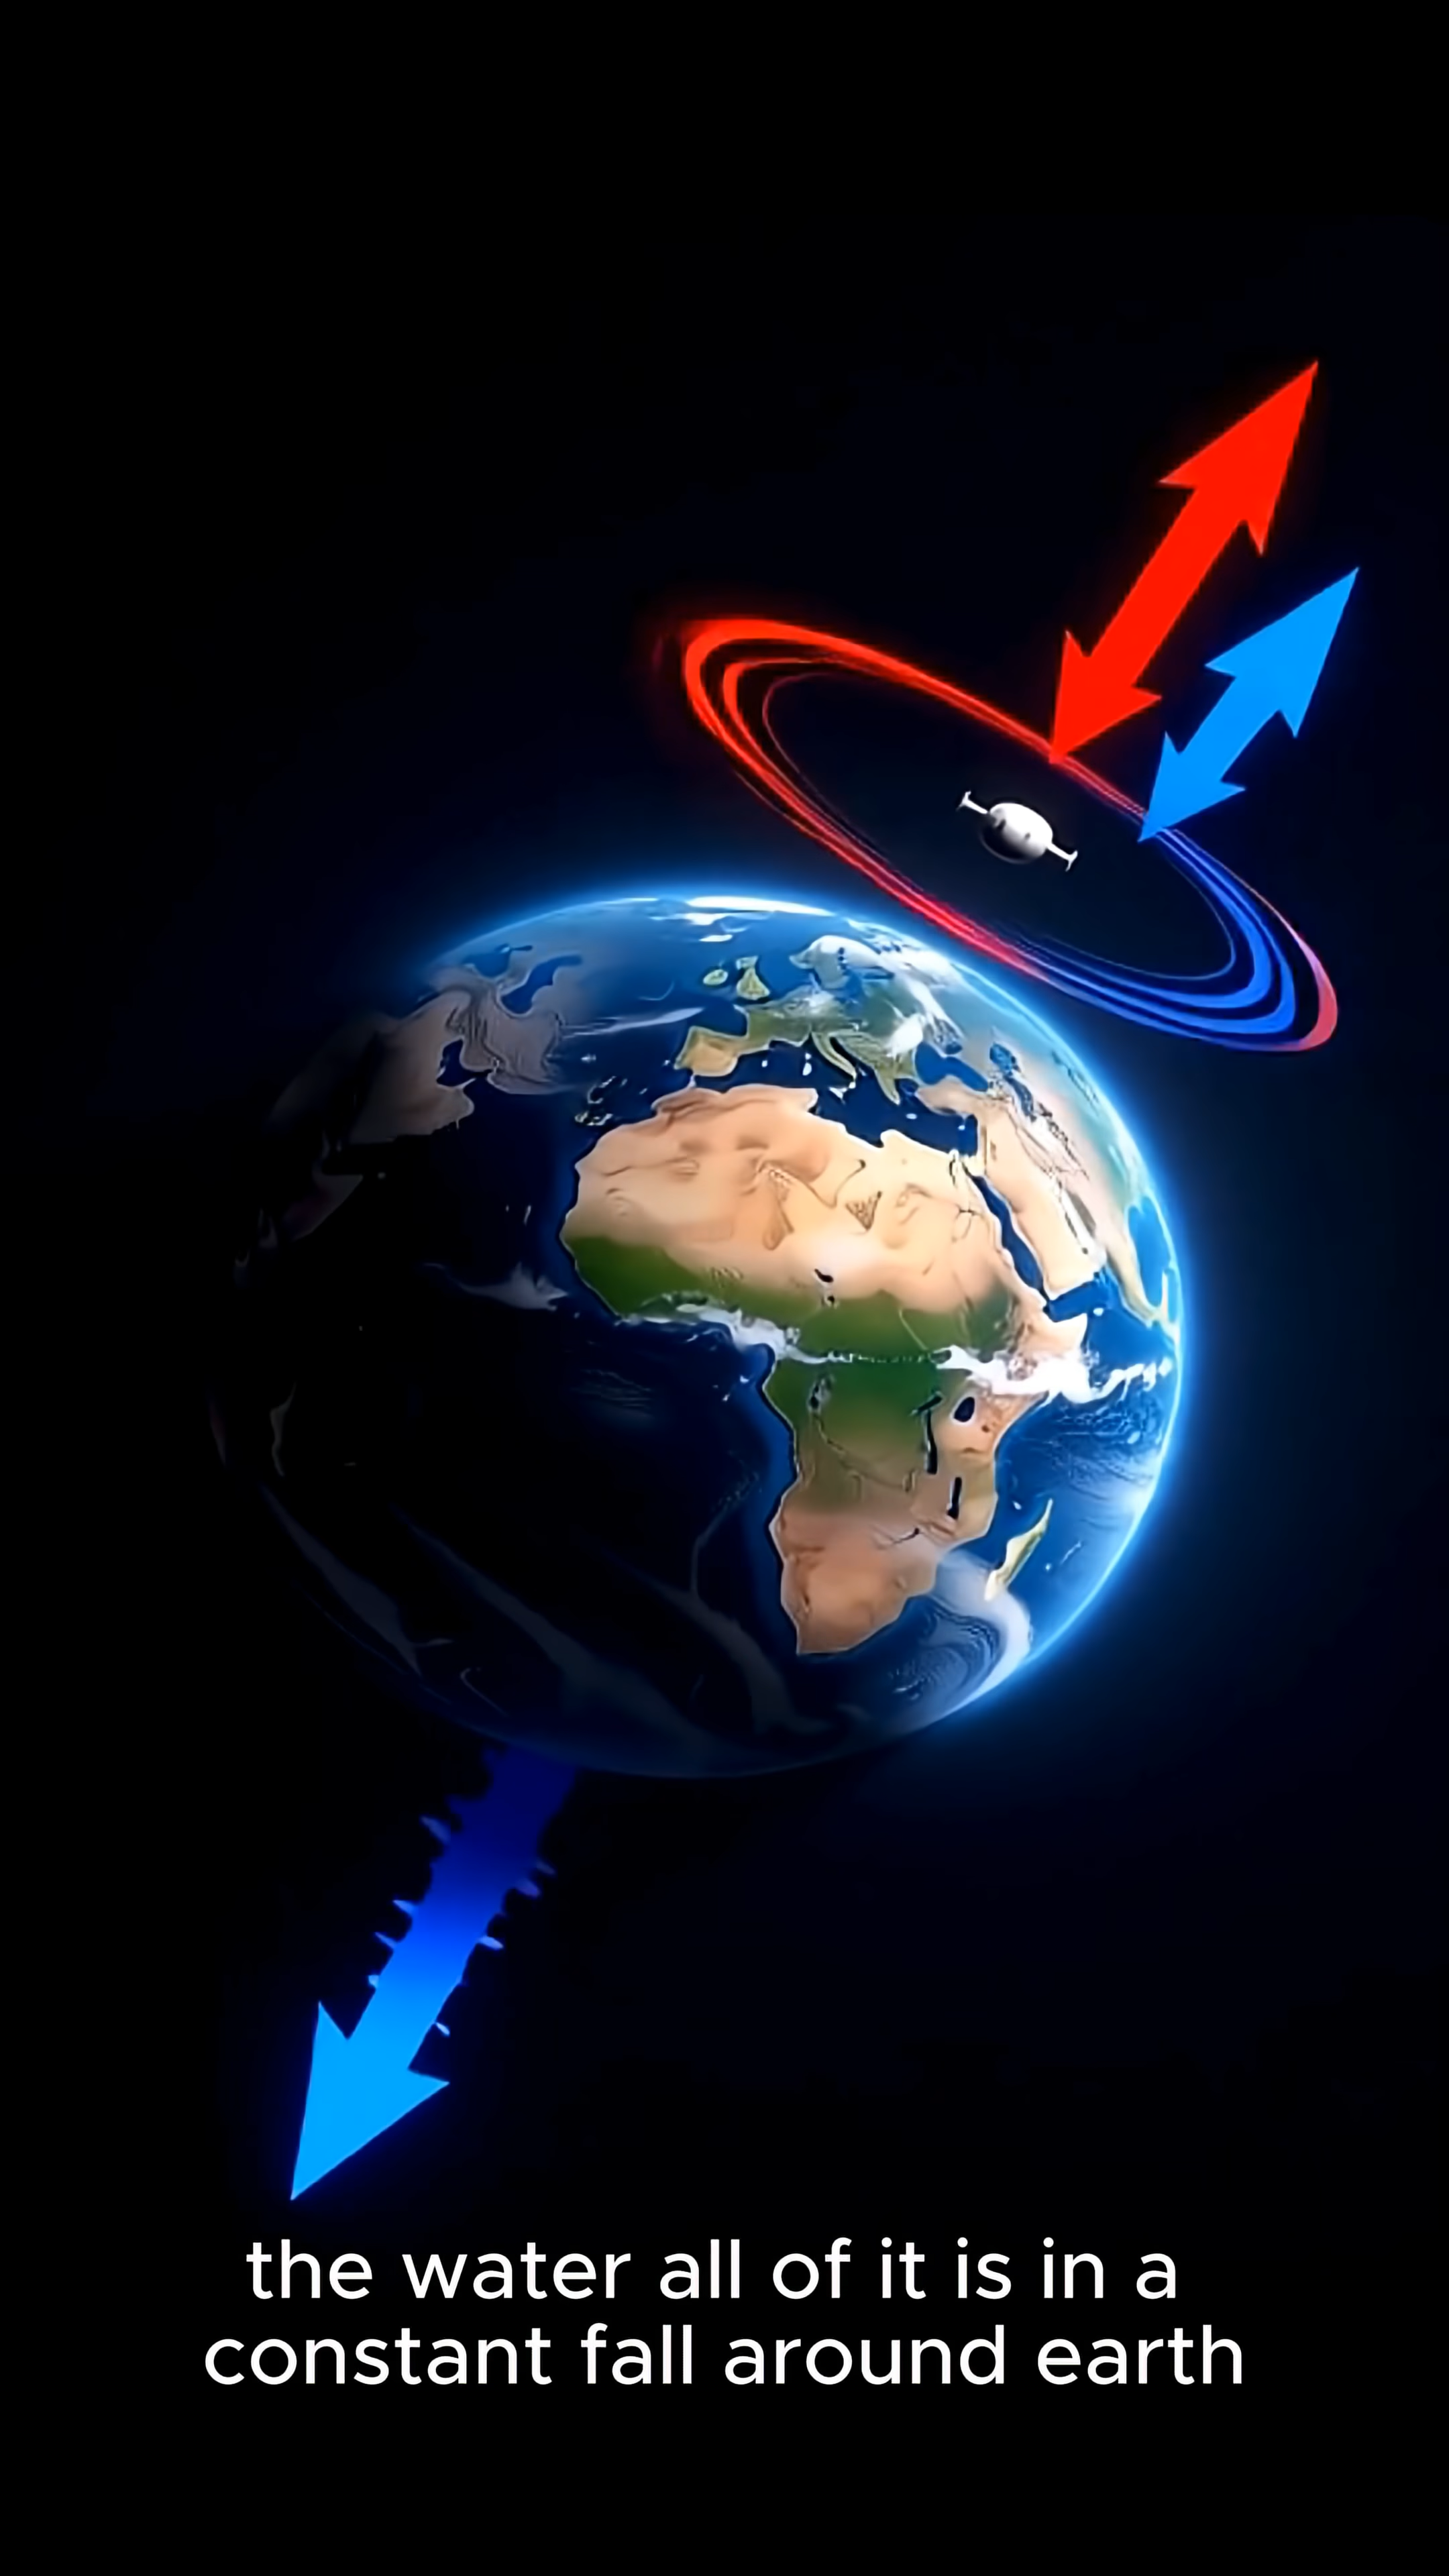 the water all of it is in a
constant fall around earth